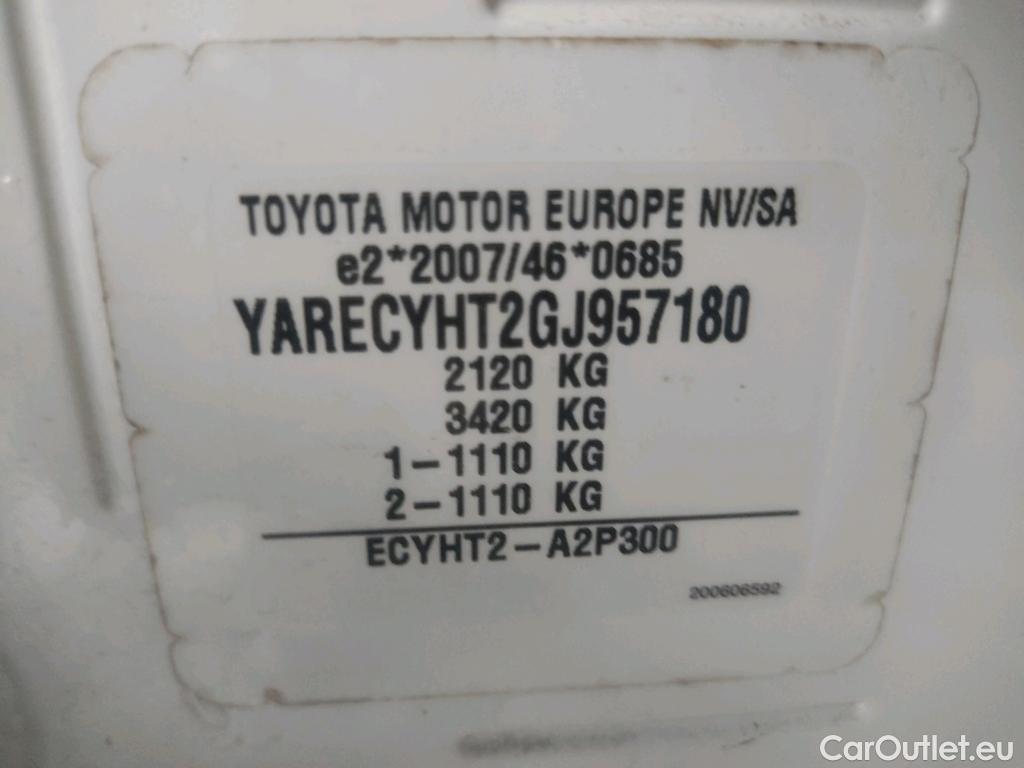 TOYOTA MOTOR EUROPE NV/SA
e2*2007/46*0685
YARECYHT2GJ957180
2120 KG
3420 KG
1-1110 KG
2-1110 KG
ECYHT2-A2P300
200606592
CarOutlet.eu